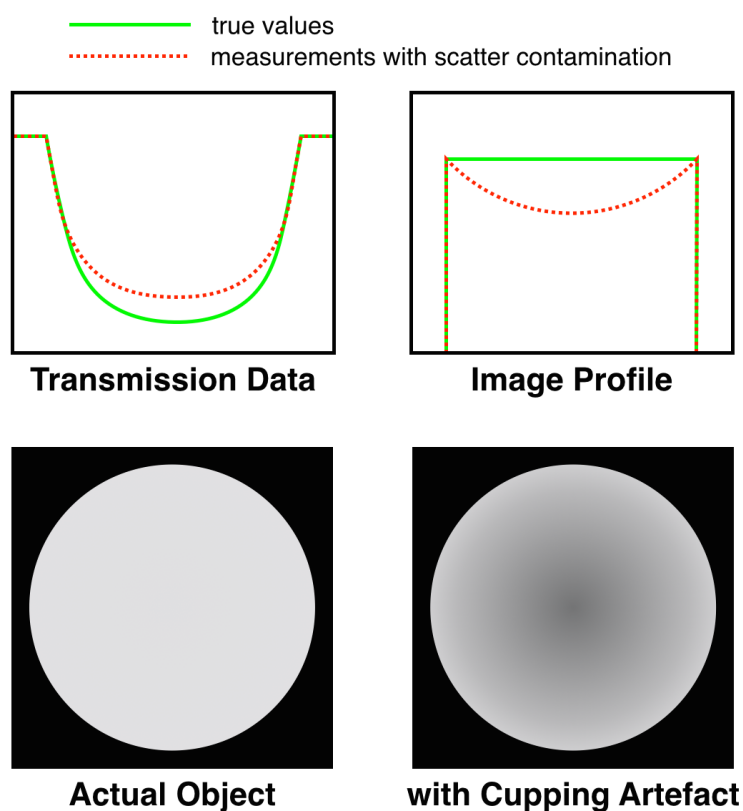 true values
measurements with scatter contamination
Transmission Data
Image Profile
Actual Object
with Cupping Artefact